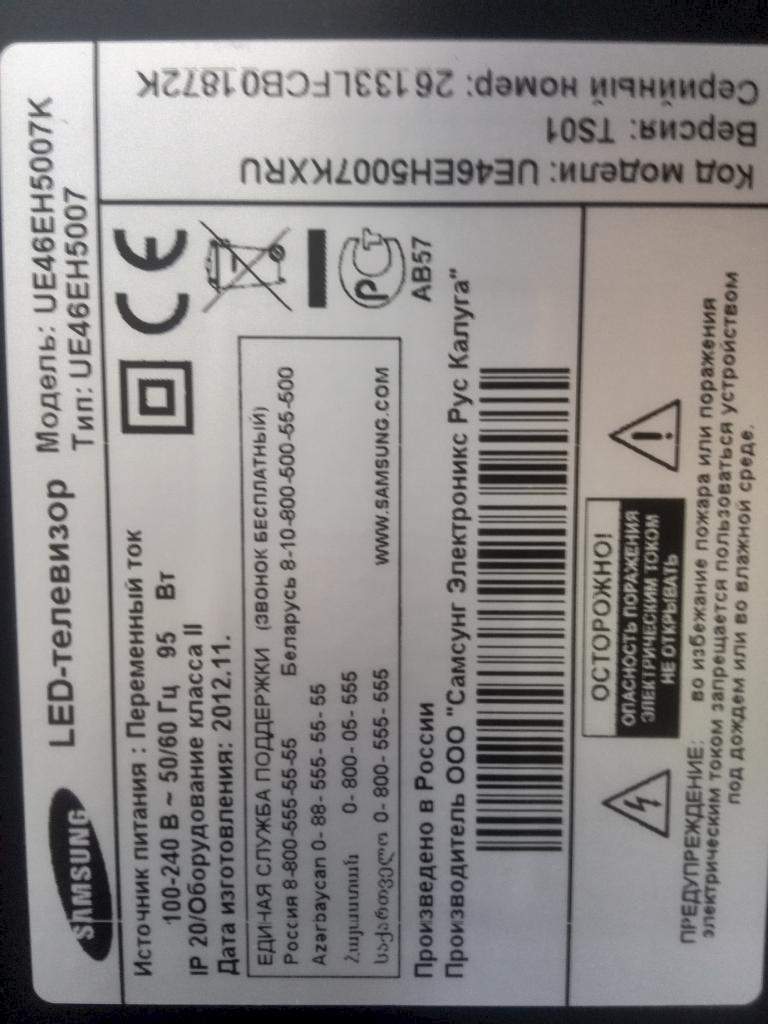 SAMSUNG
LED-телевизор
Модель: UE46EH5007K
Тип: UE46EH5007
Источник питания : Переменный ток
100-240 В ~ 50/60 Гц 95 Вт
IP 20/Оборудование класса II
Дата изготовления: 2012.11.
ЕДИНАЯ СЛУЖБА ПОДДЕРЖКИ (ЗВОНОК БЕСПЛАТНЫЙ)
Россия 8-800-555-55-55 Беларусь 8-10-800-500-55-500
Azərbaycan 0-88-555-55-55
Հայաստան 0-800-05-555
საქართველო 0-800-555-555 WWW.SAMSUNG.COM
CE
РСТ
АВ57
Произведено в России
Производитель ООО "Самсунг Электроникс Рус Калуга"
ОСТОРОЖНО!
ОПАСНОСТЬ ПОРАЖЕНИЯ
ЭЛЕКТРИЧЕСКИМ ТОКОМ
НЕ ОТКРЫВАТЬ
ПРЕДУПРЕЖДЕНИЕ: во избежание пожара или поражения
электрическим током запрещается пользоваться устройством
под дождем или во влажной среде.
Код модели: UE46EH5007KXRU
Версия: TS01
Серийный номер: 26133LFCB01872K